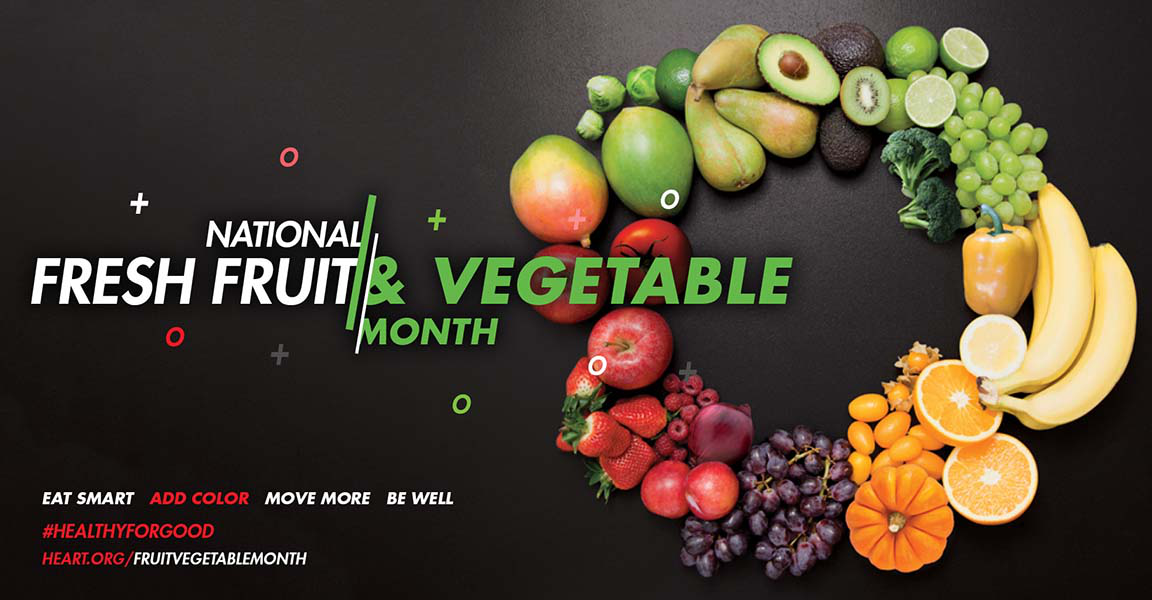 NATIONAL
FRESH FRUIT & VEGETABLE
MONTH
EAT SMART ADD COLOR MOVE MORE BE WELL
#HEALTHYFORGOOD
HEART.ORG/FRUITVEGETABLEMONTH